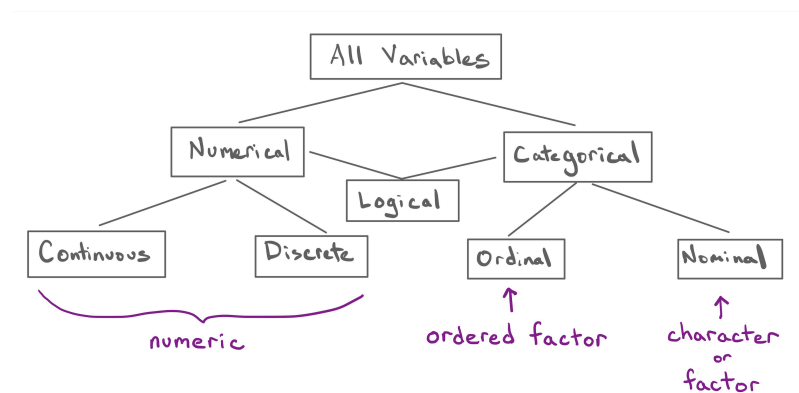 All Variables
Numerical
Categorical
Logical
Continuous
Discrete
Ordinal
Nominal
numeric
ordered factor
character
or
factor